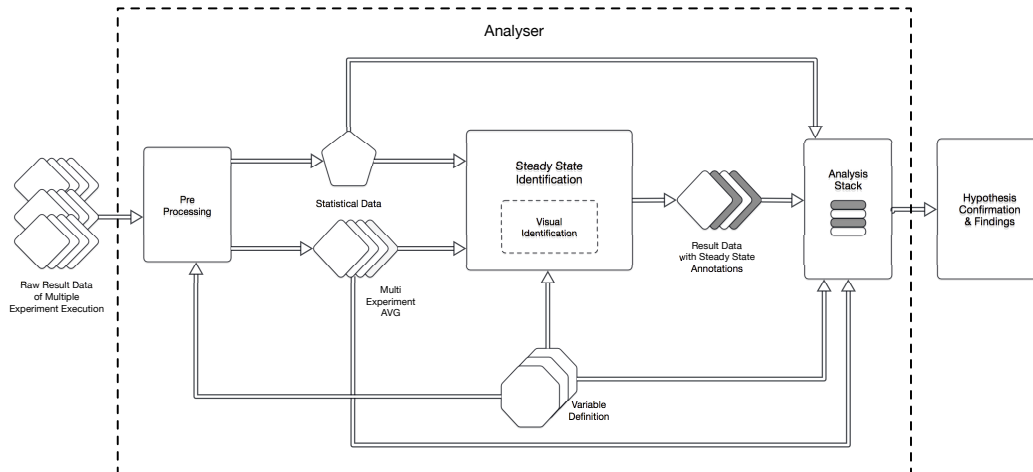 Analyser
Pre
Processing
Statistical Data
Steady State
Identification
Visual
Identification
Analysis
Stack
Hypothesis
Confirmation
& Findings
Result Data
with Steady State
Annotations
Raw Result Data
of Multiple
Experiment Execution
Multi
Experiment
AVG
Variable
Definition